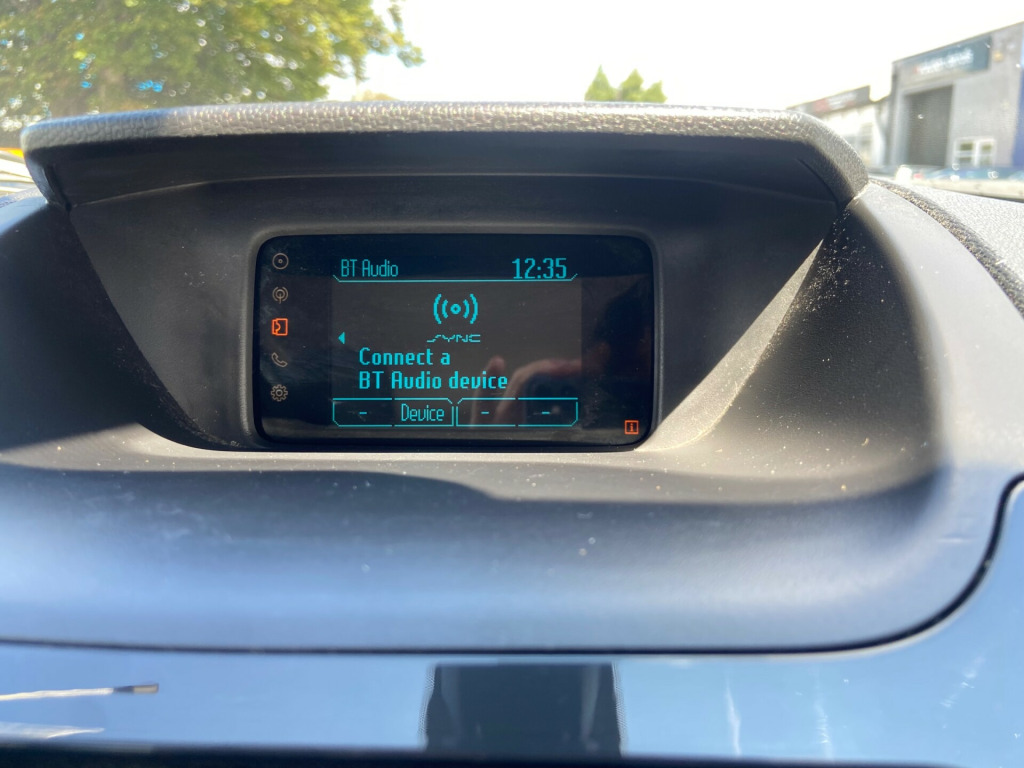 BT Audio 12:35
SYNC
Connect a
BT Audio device
- Device - -